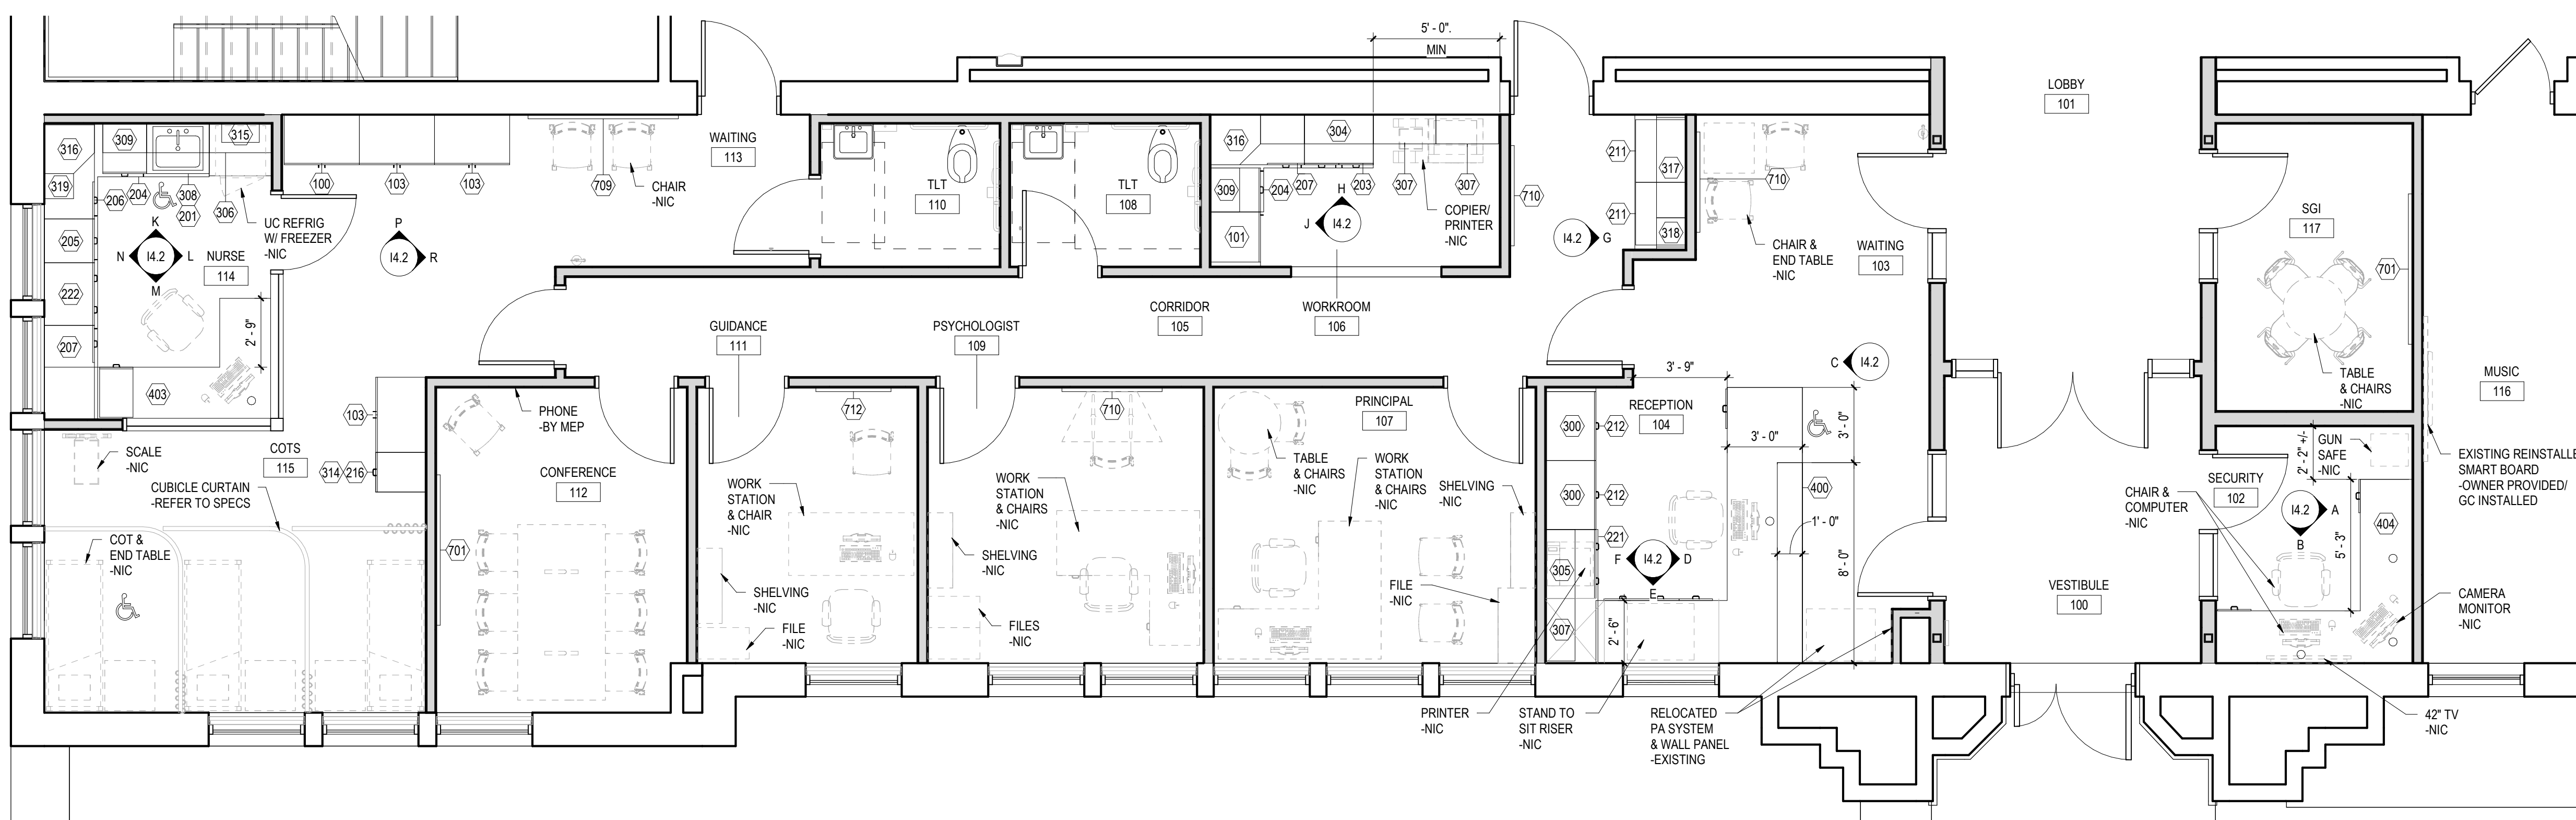 5' - 0".
MIN
LOBBY
101
316
309
315
319
206
204
308
201
306
UC REFRIG
W/ FREEZER
-NIC
K
N
I4.2
L
M
NURSE
114
205
222
207
2' - 9"
403
100
103
103
P
I4.2
R
709
CHAIR
-NIC
WAITING
113
TLT
110
TLT
108
316
304
309
204
207
203
307
307
101
H
J
I4.2
COPIER/
PRINTER
-NIC
710
211
317
211
318
I4.2
G
710
CHAIR &
END TABLE
-NIC
WAITING
103
SGI
117
701
TABLE
& CHAIRS
-NIC
MUSIC
116
GUIDANCE
111
PSYCHOLOGIST
109
CORRIDOR
105
WORKROOM
106
C
I4.2
3' - 9"
SCALE
-NIC
COTS
115
103
314
216
CUBICLE CURTAIN
-REFER TO SPECS
COT &
END TABLE
-NIC
PHONE
-BY MEP
CONFERENCE
112
701
712
WORK
STATION
& CHAIR
-NIC
SHELVING
-NIC
FILE
-NIC
710
WORK
STATION
& CHAIRS
-NIC
SHELVING
-NIC
FILES
-NIC
PRINCIPAL
107
TABLE
& CHAIRS
-NIC
WORK
STATION
& CHAIRS
-NIC
SHELVING
-NIC
FILE
-NIC
RECEPTION
104
300
212
300
212
221
305
307
3' - 0"
3' - 0"
400
1' - 0"
8' - 0"
F
I4.2
D
E
2' - 6"
PRINTER
-NIC
STAND TO
SIT RISER
-NIC
RELOCATED
PA SYSTEM
& WALL PANEL
-EXISTING
VESTIBULE
100
CHAIR &
COMPUTER
-NIC
SECURITY
102
2' - 2" +/-
GUN
SAFE
-NIC
I4.2
A
B
404
5' - 3"
EXISTING REINSTALLE
SMART BOARD
-OWNER PROVIDED/
GC INSTALLED
CAMERA
MONITOR
-NIC
42" TV
-NIC